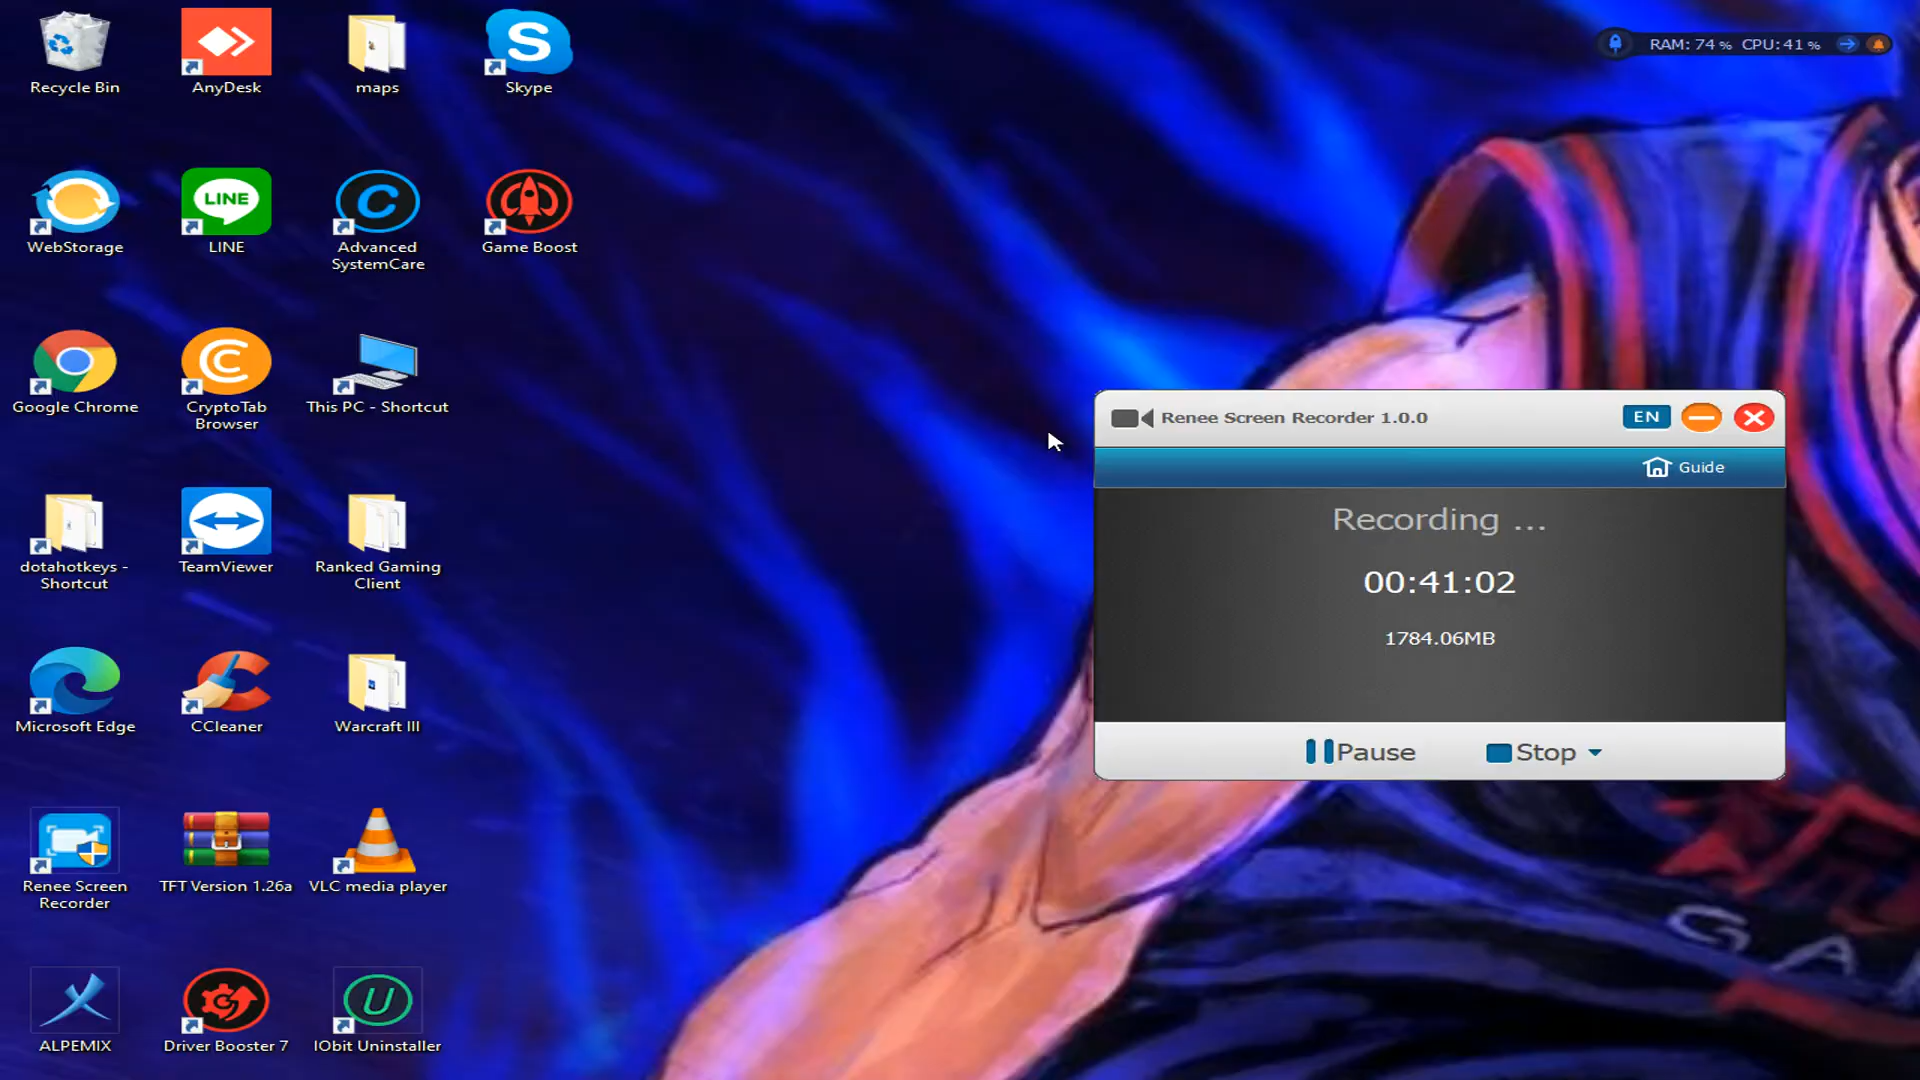 Recycle Bin
AnyDesk
maps
Skype
RAM: 74 % CPU: 41 %
WebStorage
LINE
LINE
Advanced
SystemCare
Game Boost
Google Chrome
CryptoTab
Browser
This PC - Shortcut
dotahotkeys -
Shortcut
TeamViewer
Ranked Gaming
Client
Microsoft Edge
CCleaner
Warcraft III
Renee Screen
Recorder
TFT Version 1.26a
VLC media player
ALPEMIX
Driver Booster 7
IObit Uninstaller
Renee Screen Recorder 1.0.0
EN
Guide
Recording ...
00:41:02
1784.06MB
Pause
Stop
GA